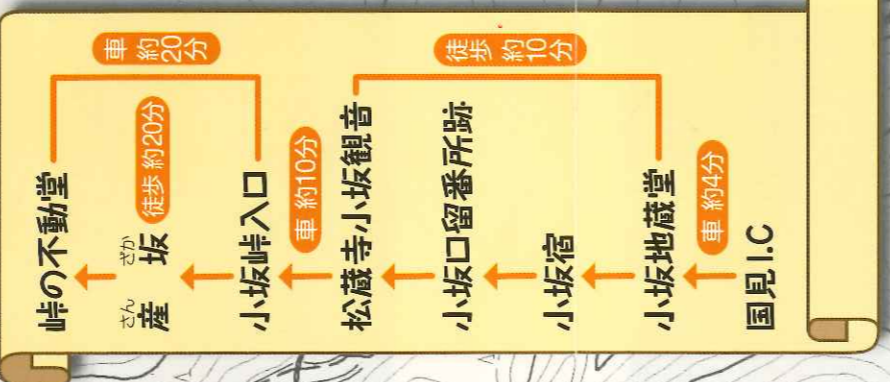 国見I.C
車 約4分
小坂地蔵堂
小坂宿
小坂口留番所跡
松蔵寺小坂観音
徒歩 約10分
車 約10分
小坂峠入口
さん ざか
産坂
徒歩 約20分
峠の不動堂
車 約20分